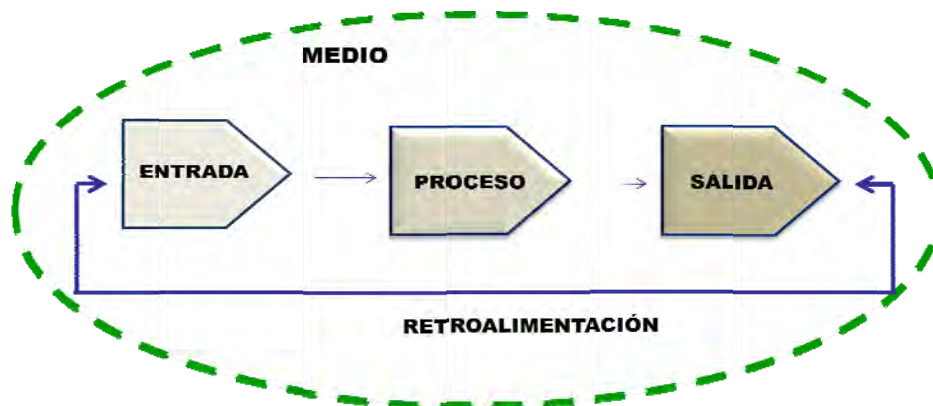 MEDIO
ENTRADA
PROCESO
SALIDA
RETROALIMENTACIÓN